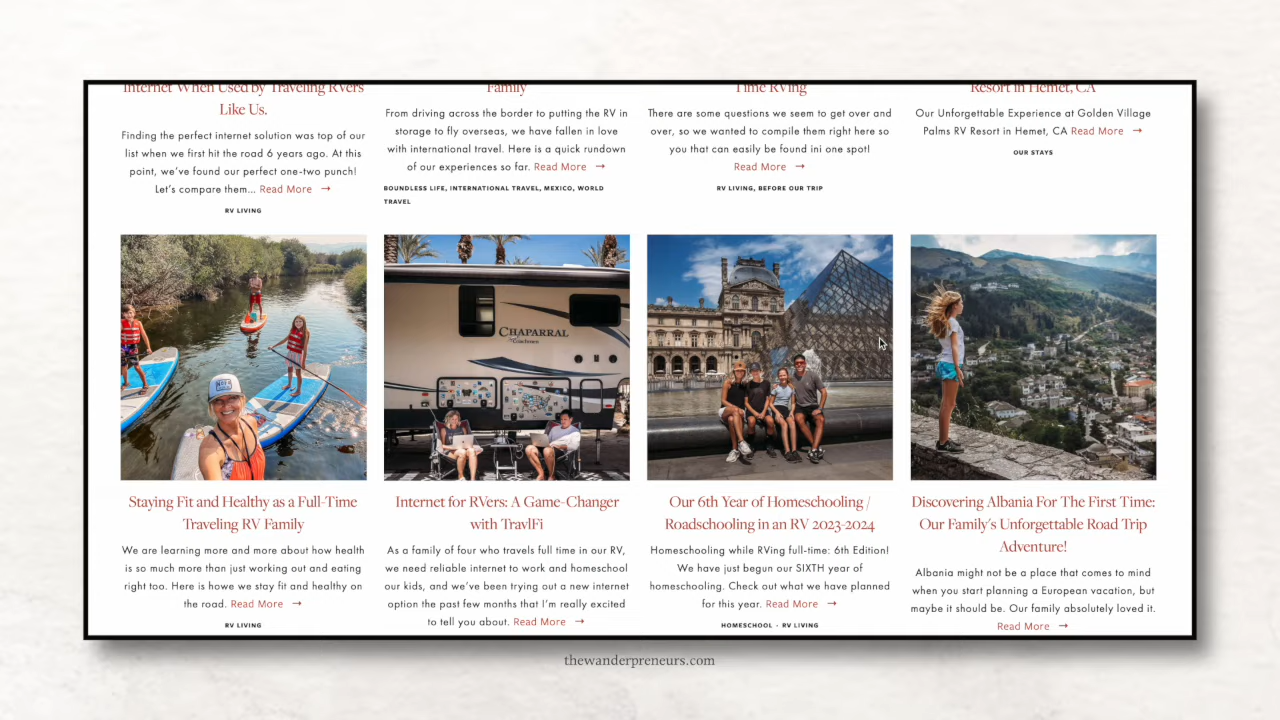 Internet When Used by Traveling RVers
Like Us.
Finding the perfect internet solution was top of our
list when we first hit the road 6 years ago. At this
point, we've found our perfect one-two punch!
Let's compare them... Read More →
RV LIVING
Family
From driving across the border to putting the RV in
storage to fly overseas, we have fallen in love
with international travel. Here is a quick rundown
of our experiences so far. Read More →
BOUNDLESS LIFE, INTERNATIONAL TRAVEL, MEXICO, WORLD
TRAVEL
Time RVing
There are some questions we seem to get over and
over, so we wanted to compile them right here so
you that can easily be found ini one spot!
Read More →
RV LIVING, BEFORE OUR TRIP
Resort in Hemet, CA
Our Unforgettable Experience at Golden Village
Palms RV Resort in Hemet, CA Read More →
OUR STAYS
CHAPARRAL
Staying Fit and Healthy as a Full-Time
Traveling RV Family
We are learning more and more about how health
is so much more than just working out and eating
right too. Here is howe we stay fit and healthy on
the road. Read More →
RV LIVING
Internet for RVers: A Game-Changer
with TravlFi
As a family of four who travels full time in our RV,
we need reliable internet to work and homeschool
our kids, and we've been trying out a new internet
option the past few months that I'm really excited
to tell you about. Read More →
Our 6th Year of Homeschooling /
Roadschooling in an RV 2023-2024
Homeschooling while RVing full-time: 6th Edition!
We have just begun our SIXTH year of
homeschooling. Check out what we have planned
for this year. Read More →
HOMESCHOOL • RV LIVING
Discovering Albania For The First Time:
Our Family's Unforgettable Road Trip
Adventure!
Albania might not be a place that comes to mind
when you start planning a European vacation, but
maybe it should be. Our family absolutely loved it.
Read More →
thewanderpreneurs.com